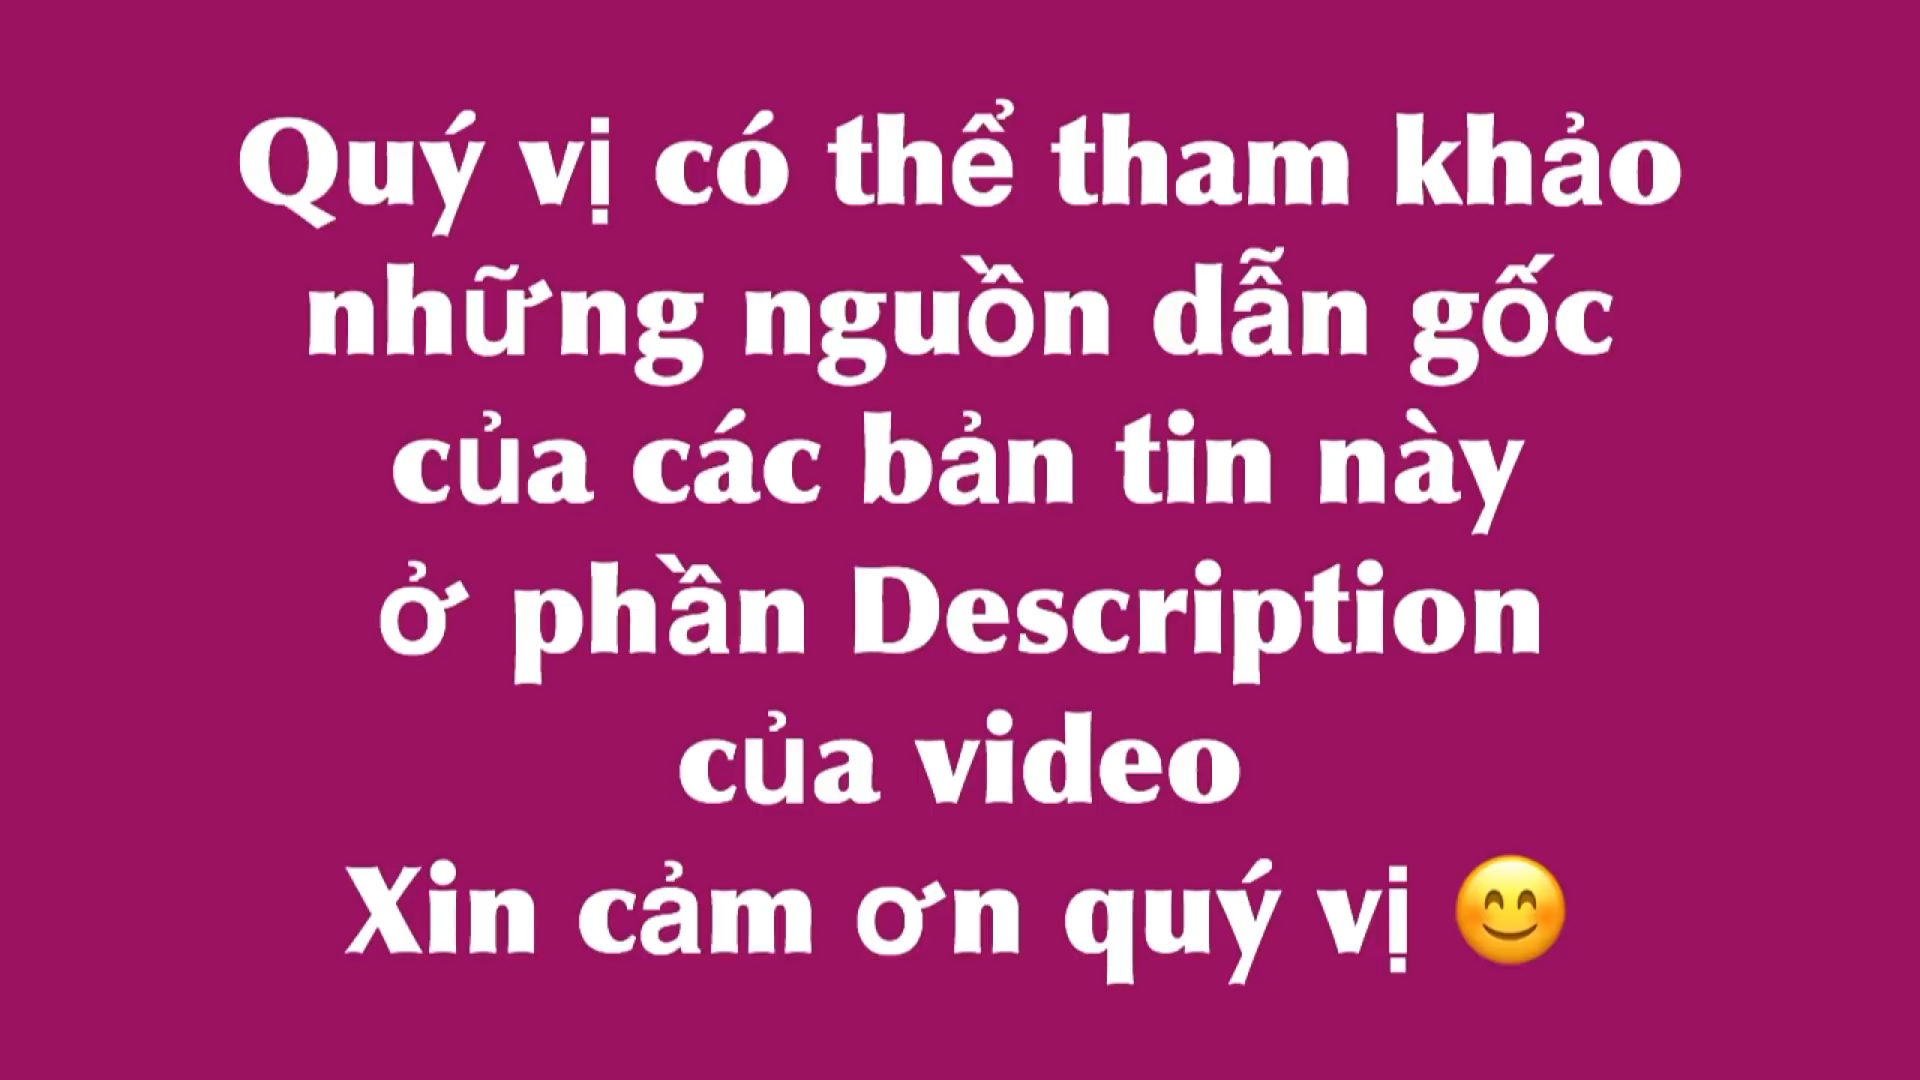 Quý vị có thể tham khảo
những nguồn dẫn gốc
của các bản tin này
ở phần Description
của video
Xin cảm ơn quý vị 😊